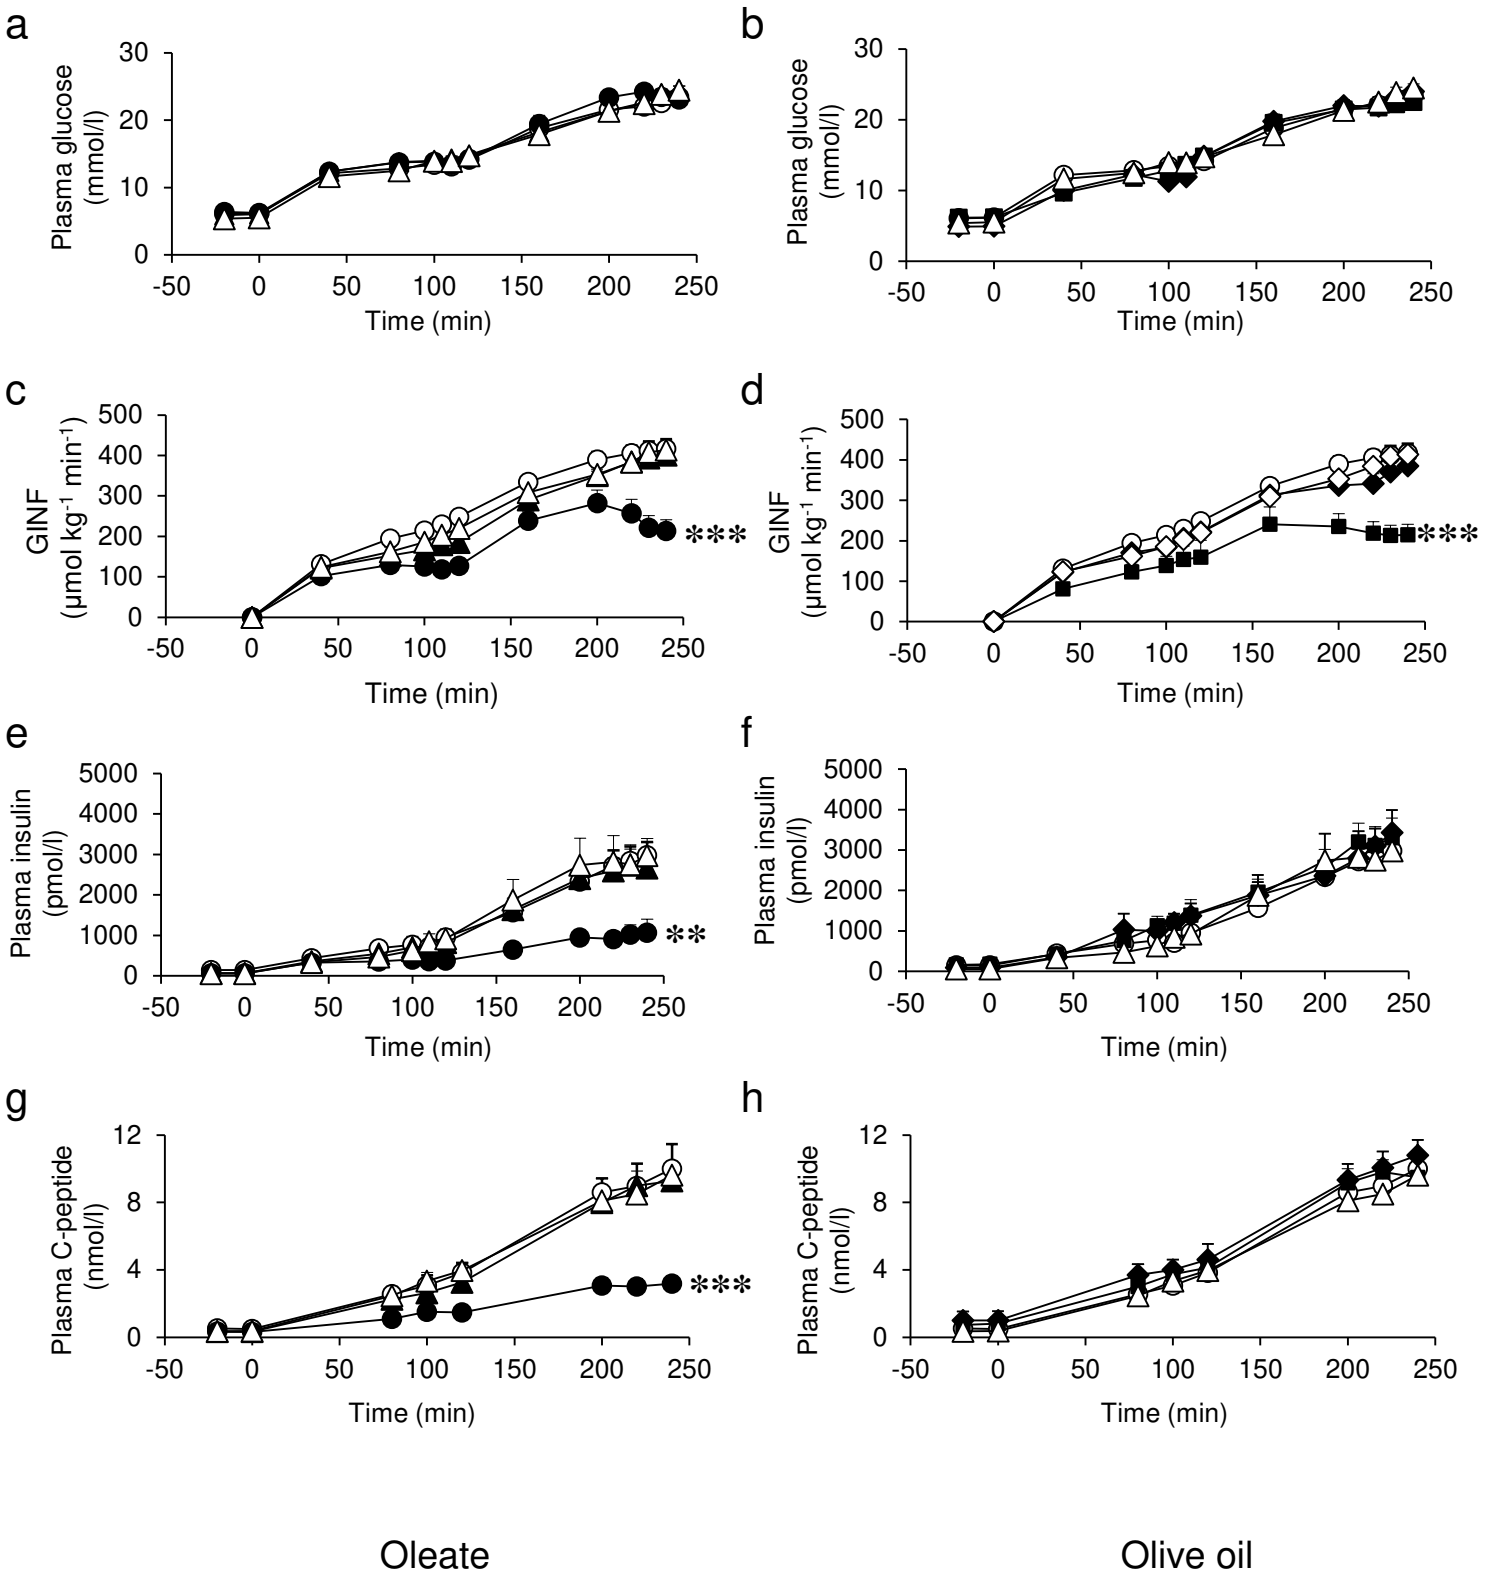 a
30
20
10
0
-50 0 50 100 150 200 250
Plasma glucose
(mmol/l)
Time (min)
b
30
20
10
0
-50 0 50 100 150 200 250
Plasma glucose
(mmol/l)
Time (min)
c
500
400
300
200
100
0
-50 0 50 100 150 200 250
GINF
(µmol kg⁻¹ min⁻¹)
Time (min)
***
d
500
400
300
200
100
0
-50 0 50 100 150 200 250
GINF
(µmol kg⁻¹ min⁻¹)
Time (min)
***
e
5000
4000
3000
2000
1000
0
-50 0 50 100 150 200 250
Plasma insulin
(pmol/l)
Time (min)
**
f
5000
4000
3000
2000
1000
0
-50 0 50 100 150 200 250
Plasma insulin
(pmol/l)
Time (min)
g
12
8
4
0
-50 0 50 100 150 200 250
Plasma C-peptide
(nmol/l)
Time (min)
***
h
12
8
4
0
-50 0 50 100 150 200 250
Plasma C-peptide
(nmol/l)
Time (min)
Oleate
Olive oil